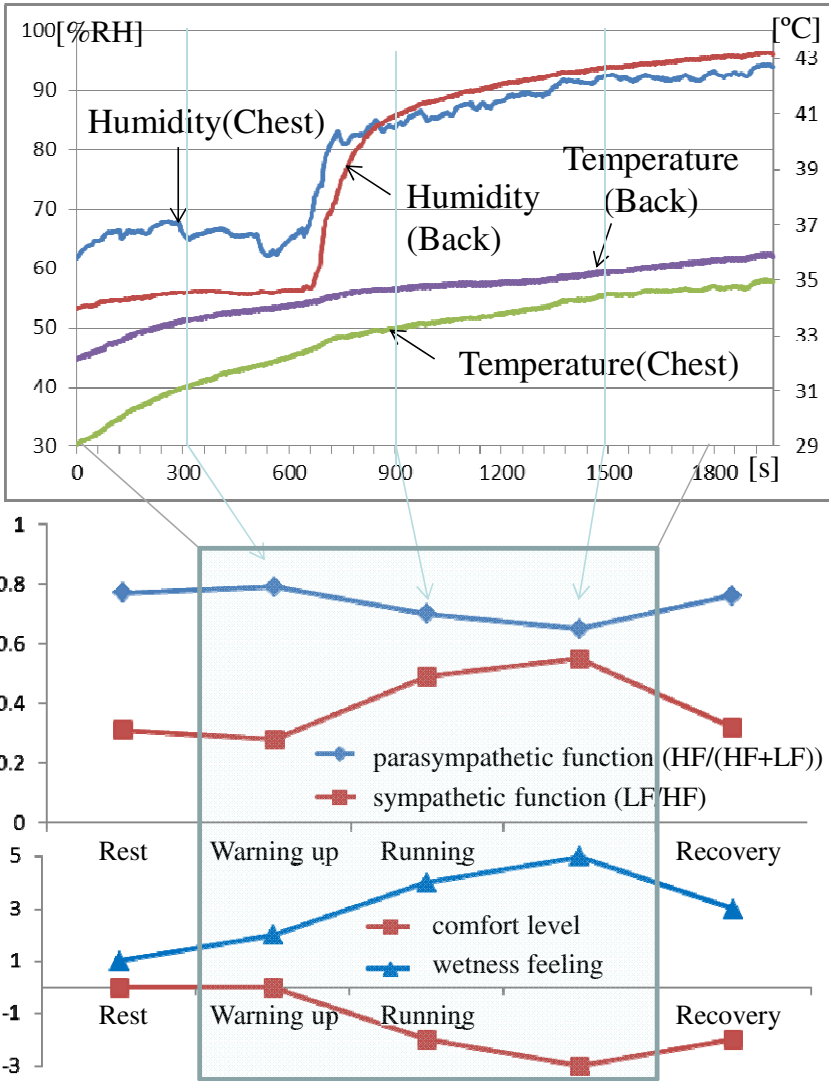 [%RH]
[ºC]
100
90
80
70
60
50
40
30
43
41
39
37
35
33
31
29
Humidity(Chest)
Humidity
(Back)
Temperature
(Back)
Temperature(Chest)
0 300 600 900 1200 1500 1800 [s]
1
0.8
0.6
0.4
0.2
0
parasympathetic function (HF/(HF+LF))
sympathetic function (LF/HF)
Rest Warning up Running Recovery
5
3
1
-1
-3
comfort level
wetness feeling
Rest Warning up Running Recovery